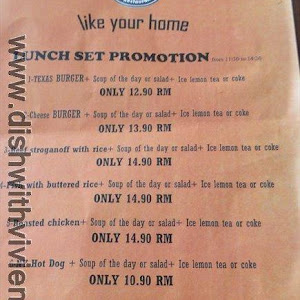 like your home
LUNCH SET PROMOTION
1-TEXAS BURGER+ Soup of the day or salad+ Ice lemon tea or coke
ONLY 12.90 RM
Cheese BURGER + Soup of the day or salad+ Ice lemon tea or coke
ONLY 13.90 RM
stroganoff with rice+ Soup of the day or salad+ Ice lemon tea or coke
ONLY 14.90 RM
with buttered rice+ Soup of the day or salad+ Ice lemon tea or coke
ONLY 14.90 RM
Roasted chicken+ Soup of the day or salad+ Ice lemon tea or coke
ONLY 14.90 RM
Hot Dog + Soup of the day or salad+ Ice lemon tea or coke
ONLY 10.90 RM
www.dishwithvivien